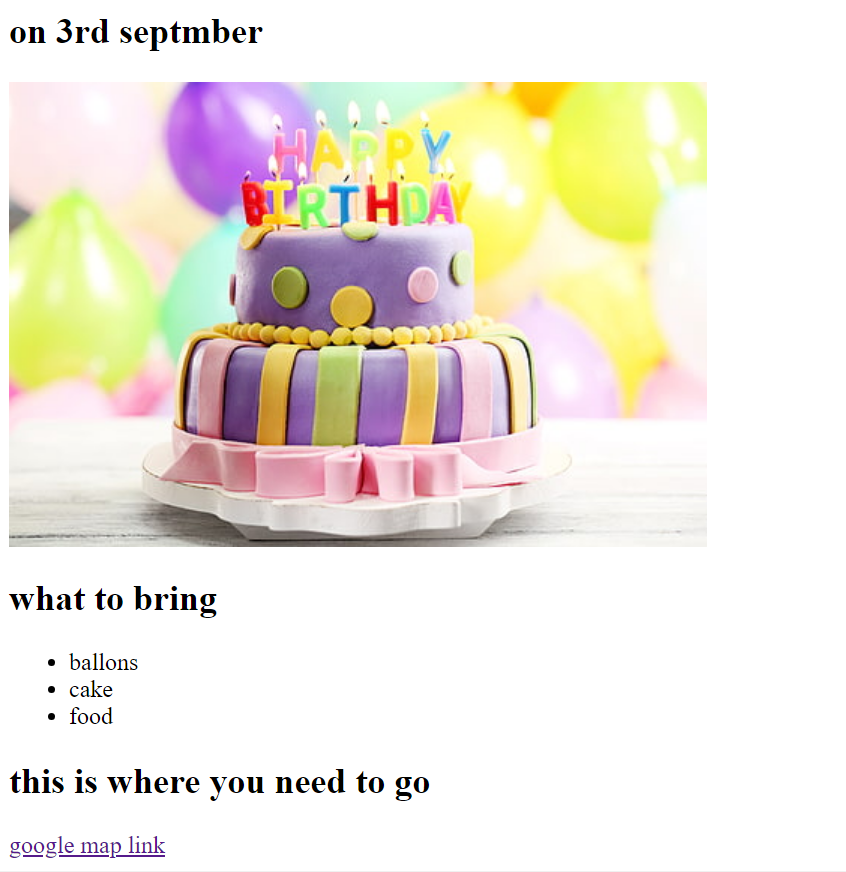 on 3rd septmber
HAPPY
BIRTHDAY
what to bring
ballons
cake
food
this is where you need to go
google map link